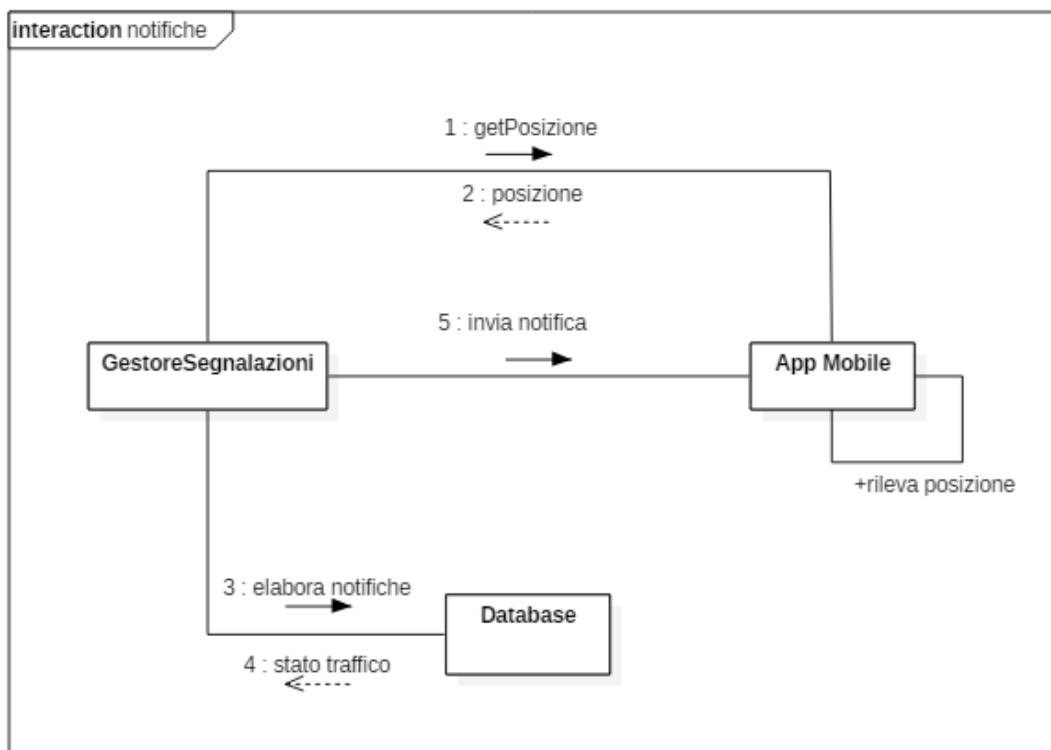 interaction notifiche
1 : getPosizione
2 : posizione
5 : invia notifica
GestoreSegnalazioni
App Mobile
+rileva posizione
3 : elabora notifiche
Database
4 : stato traffico